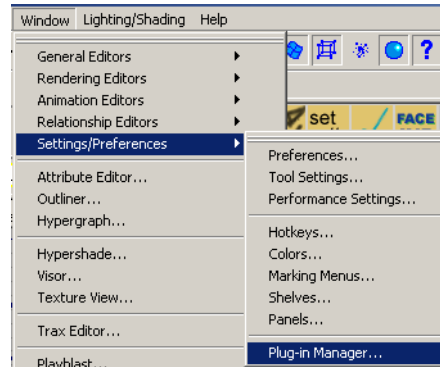 Window Lighting/Shading Help
General Editors
Rendering Editors
Animation Editors
Relationship Editors
Settings/Preferences
Attribute Editor...
Outliner...
Hypergraph...
Hypershade...
Visor...
Texture View...
Trax Editor...
Playblast...
set
FACE
Preferences...
Tool Settings...
Performance Settings...
Hotkeys...
Colors...
Marking Menus...
Shelves...
Panels...
Plug-in Manager...